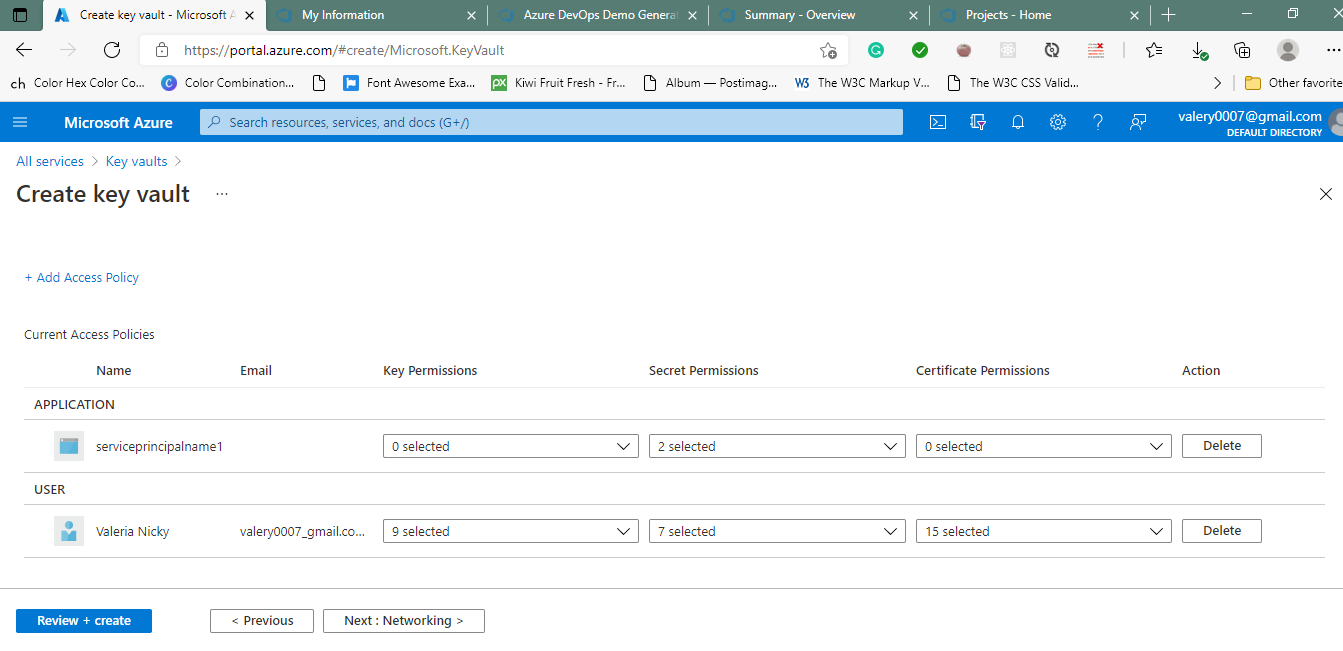 Create key vault - Microsoft A
My Information
Azure DevOps Demo Genera
Summary - Overview
Projects - Home
https://portal.azure.com/#create/Microsoft.KeyVault
ch Color Hex Color Co...
C Color Combination...
Font Awesome Exa...
px Kiwi Fruit Fresh - Fr...
Album — Postimag...
W3 The W3C Markup V...
The W3C CSS Valid...
Other favorite
Microsoft Azure
Search resources, services, and docs (G+/)
valery0007@gmail.com
DEFAULT DIRECTORY
All services > Key vaults >
Create key vault ...
+ Add Access Policy
Current Access Policies
Name Email Key Permissions Secret Permissions Certificate Permissions Action
APPLICATION
serviceprincipalname1 0 selected 2 selected 0 selected Delete
USER
Valeria Nicky valery0007_gmail.co... 9 selected 7 selected 15 selected Delete
Review + create < Previous Next : Networking >